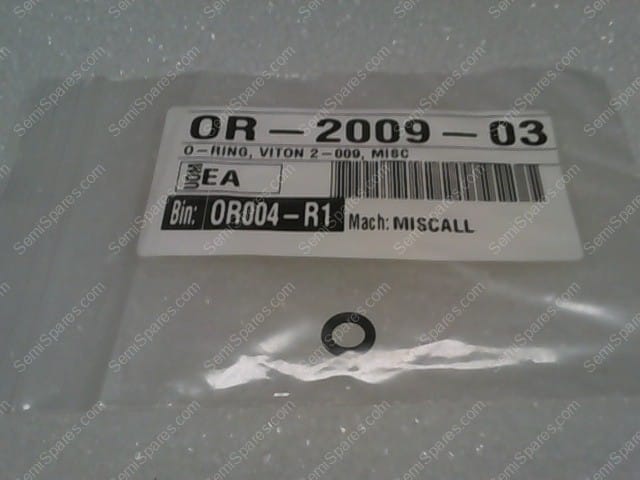 OR-2009-03
O-RING, VITON 2-009, MISC
UOM EA
Bin: OR004-R1 Mach: MISCALL
SemiSpares.com